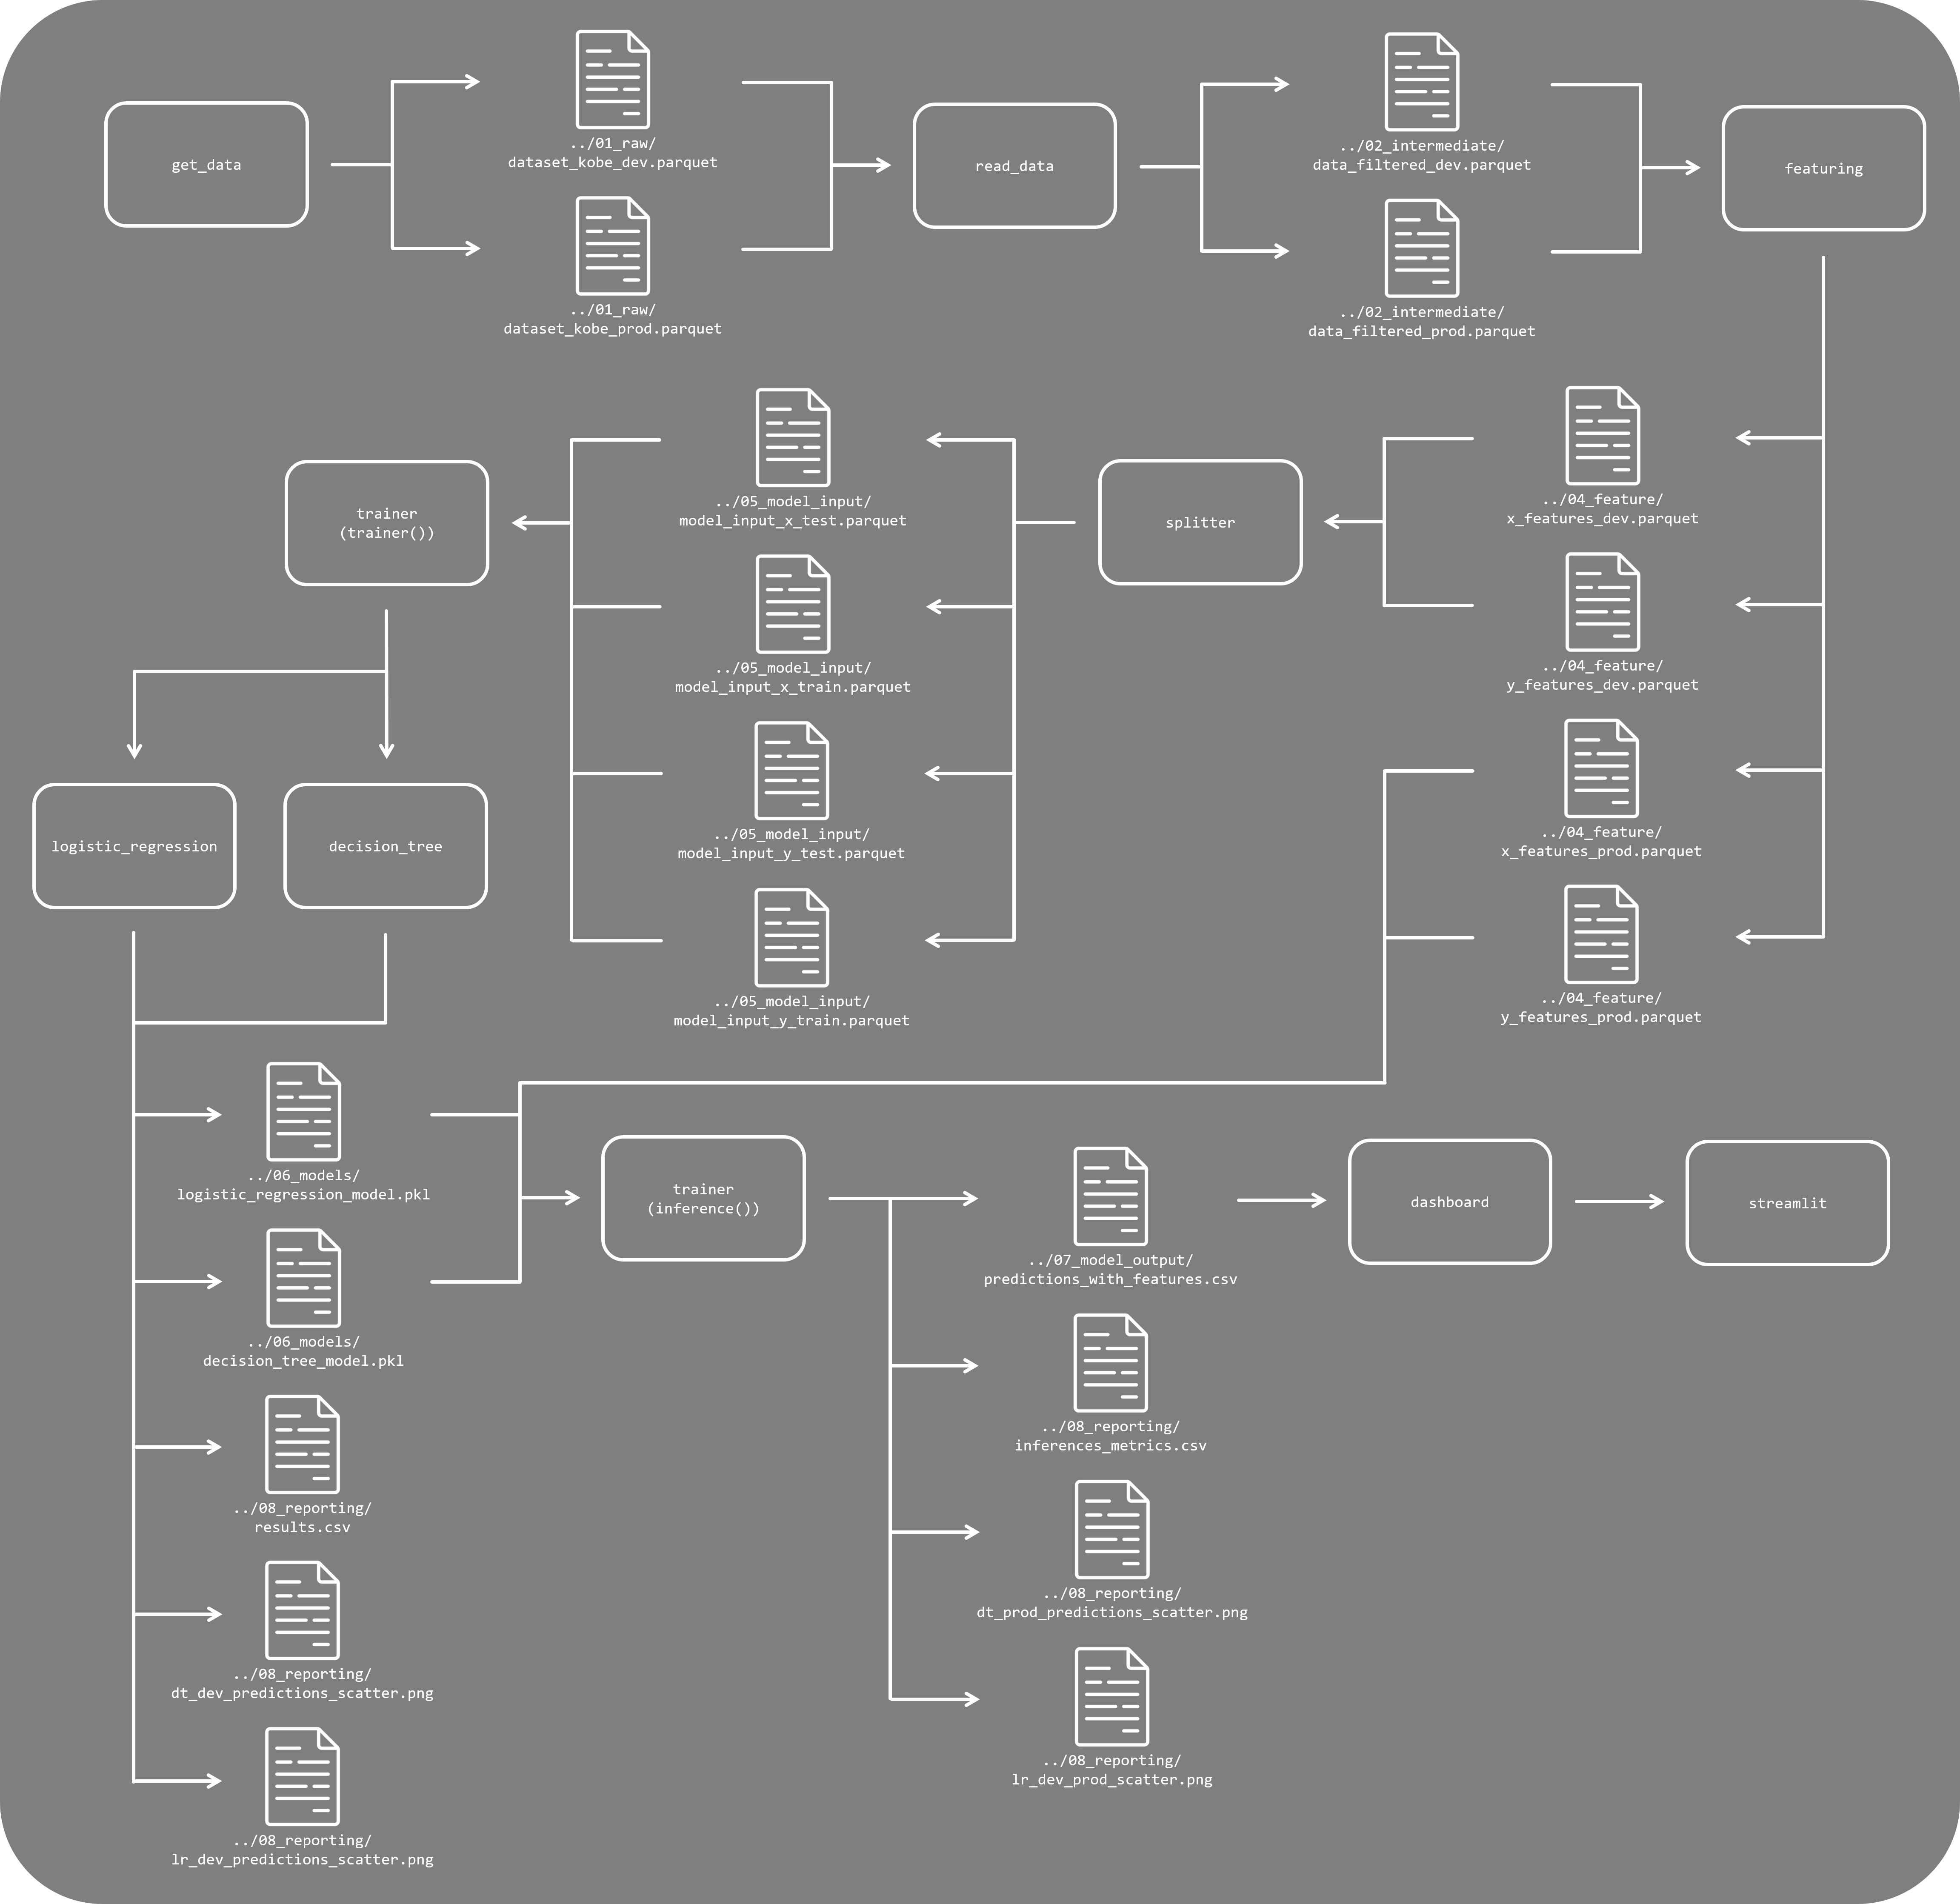 get_data
../01_raw/
dataset_kobe_dev.parquet
../01_raw/
dataset_kobe_prod.parquet
read_data
../02_intermediate/
data_filtered_dev.parquet
../02_intermediate/
data_filtered_prod.parquet
featuring
../04_feature/
x_features_dev.parquet
../04_feature/
y_features_dev.parquet
../04_feature/
x_features_prod.parquet
../04_feature/
y_features_prod.parquet
splitter
../05_model_input/
model_input_x_test.parquet
../05_model_input/
model_input_x_train.parquet
../05_model_input/
model_input_y_test.parquet
../05_model_input/
model_input_y_train.parquet
trainer
(trainer())
logistic_regression
decision_tree
../06_models/
logistic_regression_model.pkl
../06_models/
decision_tree_model.pkl
../08_reporting/
results.csv
../08_reporting/
dt_dev_predictions_scatter.png
../08_reporting/
lr_dev_predictions_scatter.png
trainer
(inference())
../07_model_output/
predictions_with_features.csv
../08_reporting/
inferences_metrics.csv
../08_reporting/
dt_prod_predictions_scatter.png
../08_reporting/
lr_dev_prod_scatter.png
dashboard
streamlit